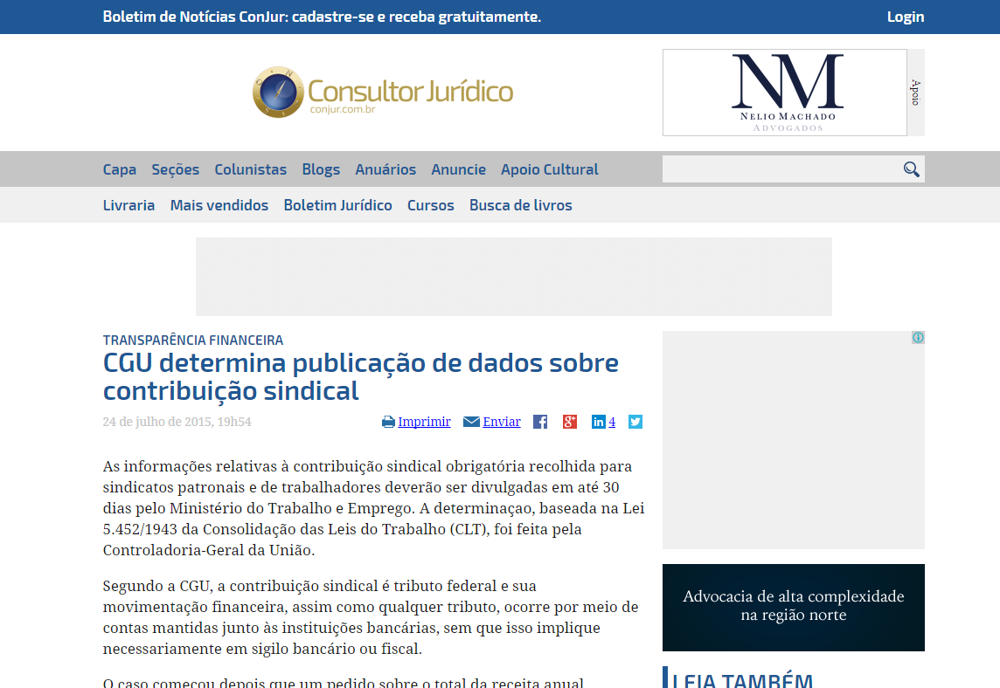 Boletim de Notícias ConJur: cadastre-se e receba gratuitamente.
Login
Consultor Jurídico
conjur.com.br
NM
NELIO MACHADO
ADVOGADOS
Apoio
Capa Seções Colunistas Blogs Anuários Anuncie Apoio Cultural
Livraria Mais vendidos Boletim Jurídico Cursos Busca de livros
TRANSPARÊNCIA FINANCEIRA
CGU determina publicação de dados sobre
contribuição sindical
24 de julho de 2015, 19h54
Imprimir Enviar 4
As informações relativas à contribuição sindical obrigatória recolhida para
sindicatos patronais e de trabalhadores deverão ser divulgadas em até 30
dias pelo Ministério do Trabalho e Emprego. A determinaçao, baseada na Lei
5.452/1943 da Consolidação das Leis do Trabalho (CLT), foi feita pela
Controladoria-Geral da União.
Segundo a CGU, a contribuição sindical é tributo federal e sua
movimentação financeira, assim como qualquer tributo, ocorre por meio de
contas mantidas junto às instituições bancárias, sem que isso implique
necessariamente em sigilo bancário ou fiscal.
O caso começou depois que um pedido sobre o total da receita anual
Advocacia de alta complexidade
na região norte
LEIA TAMBÉM